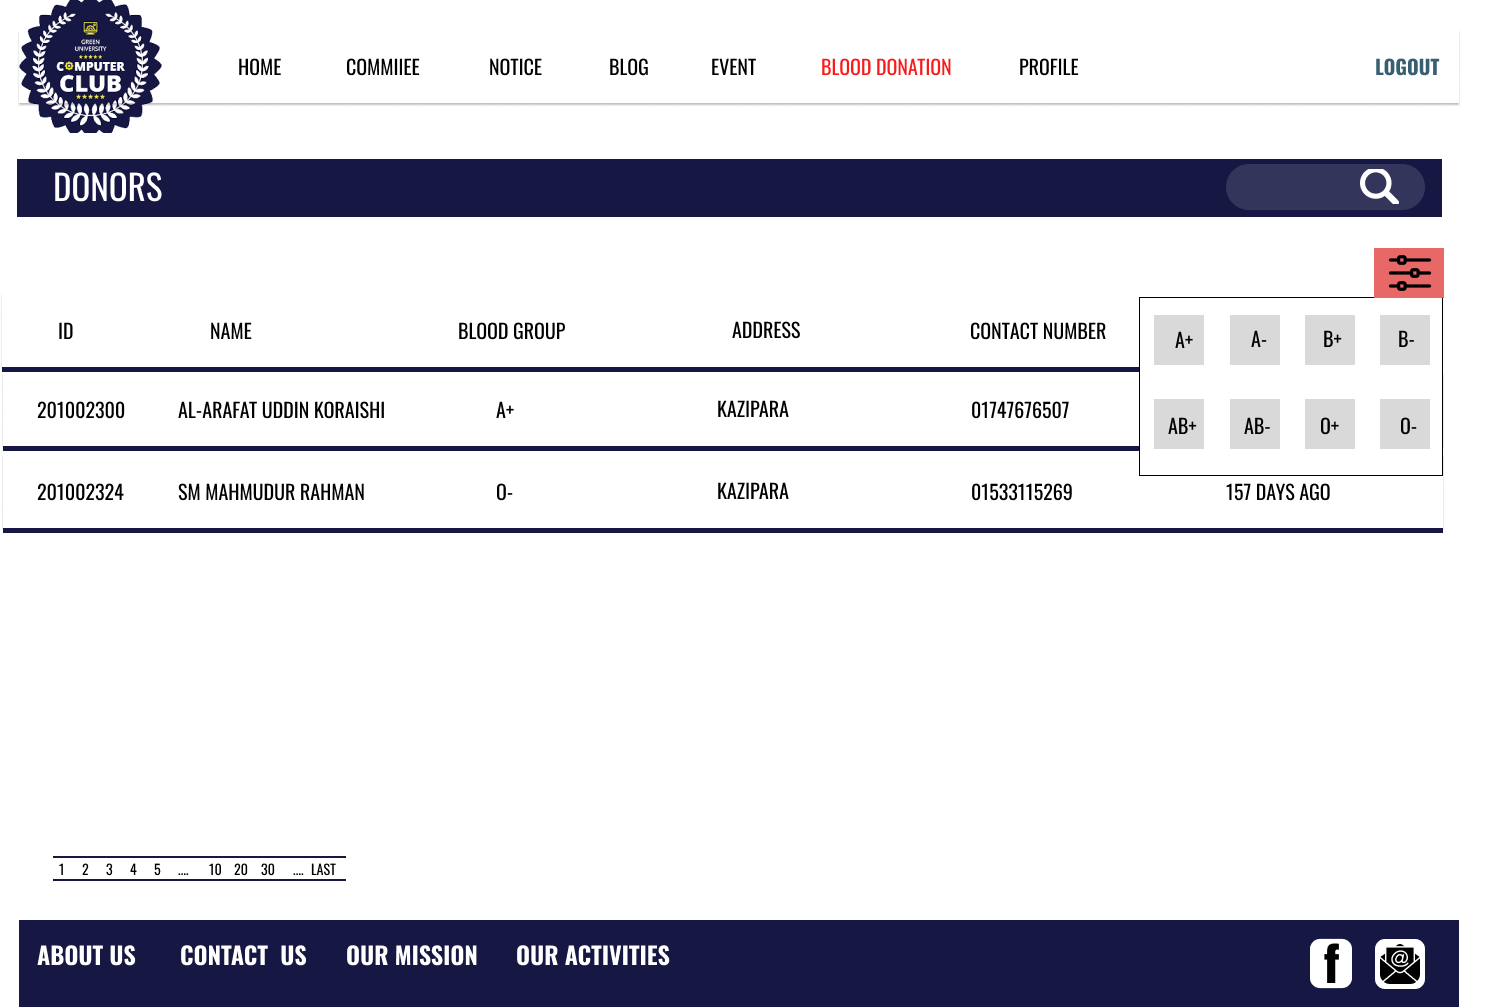 GREEN
UNIVERSITY
COMPUTER
CLUB
HOME COMMIIEE NOTICE BLOG EVENT BLOOD DONATION PROFILE LOGOUT
DONORS
ID NAME BLOOD GROUP ADDRESS CONTACT NUMBER
A+ A- B+ B-
201002300 AL-ARAFAT UDDIN KORAISHI A+ KAZIPARA 01747676507
AB+ AB- O+ O-
201002324 SM MAHMUDUR RAHMAN O- KAZIPARA 01533115269 157 DAYS AGO
1 2 3 4 5 .... 10 20 30 .... LAST
ABOUT US CONTACT US OUR MISSION OUR ACTIVITIES f @